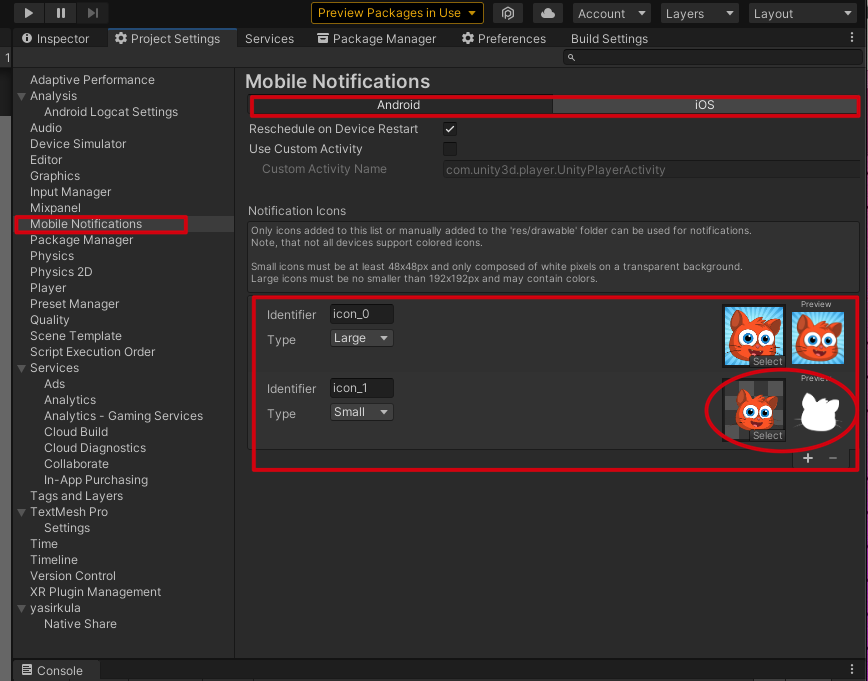 Preview Packages in Use
Account
Layers
Layout
Inspector
Project Settings
Services
Package Manager
Preferences
Build Settings
1
Adaptive Performance
Analysis
Android Logcat Settings
Audio
Device Simulator
Editor
Graphics
Input Manager
Mixpanel
Mobile Notifications
Package Manager
Physics
Physics 2D
Player
Preset Manager
Quality
Scene Template
Script Execution Order
Services
Ads
Analytics
Analytics - Gaming Services
Cloud Build
Cloud Diagnostics
Collaborate
In-App Purchasing
Tags and Layers
TextMesh Pro
Settings
Time
Timeline
Version Control
XR Plugin Management
yasirkula
Native Share
Mobile Notifications
Android
iOS
Reschedule on Device Restart
Use Custom Activity
Custom Activity Name
com.unity3d.player.UnityPlayerActivity
Notification Icons
Only icons added to this list or manually added to the 'res/drawable' folder can be used for notifications.
Note, that not all devices support colored icons.
Small icons must be at least 48x48px and only composed of white pixels on a transparent background.
Large icons must be no smaller than 192x192px and may contain colors.
Identifier
icon_0
Type
Large
Select
Preview
Identifier
icon_1
Type
Small
Select
Preview
Console